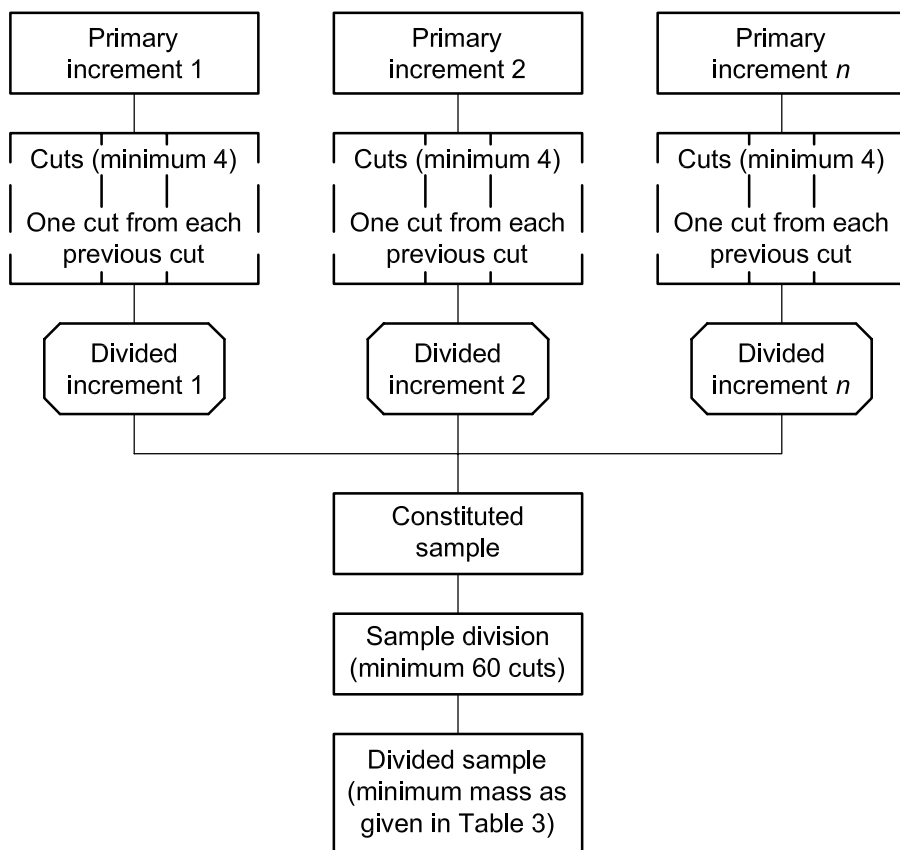 Primary
increment 1
Primary
increment 2
Primary
increment n
Cuts (minimum 4)
One cut from each
previous cut
Cuts (minimum 4)
One cut from each
previous cut
Cuts (minimum 4)
One cut from each
previous cut
Divided
increment 1
Divided
increment 2
Divided
increment n
Constituted
sample
Sample division
(minimum 60 cuts)
Divided sample
(minimum mass as
given in Table 3)